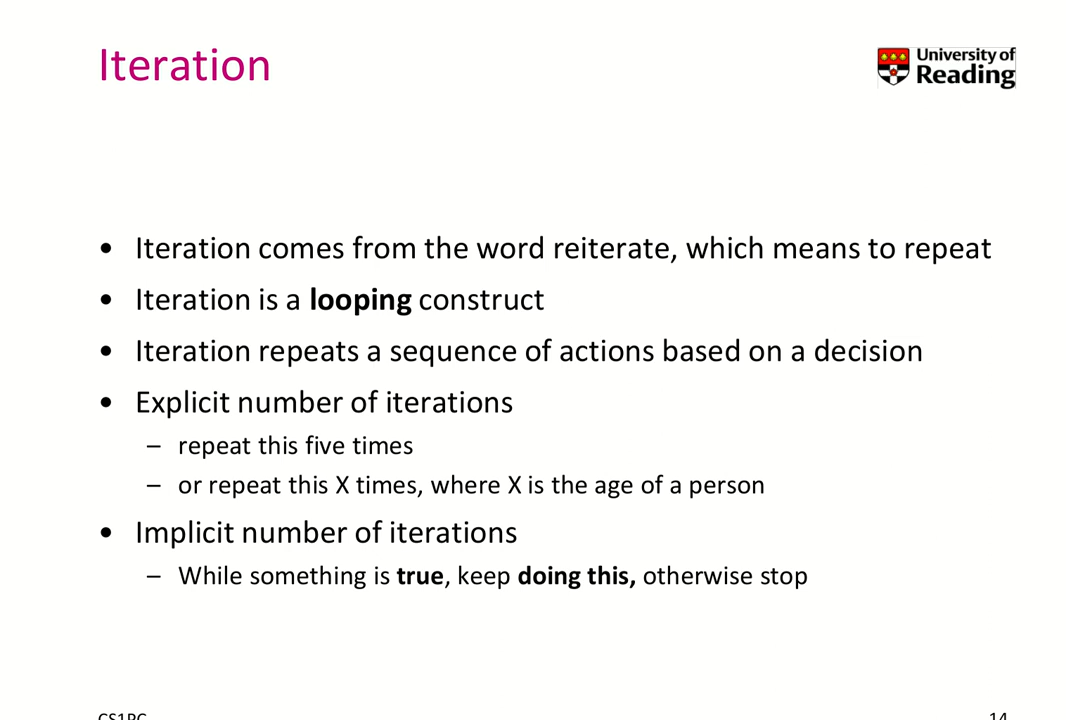 Iteration
University of
Reading
• Iteration comes from the word reiterate, which means to repeat
• Iteration is a looping construct
• Iteration repeats a sequence of actions based on a decision
• Explicit number of iterations
– repeat this five times
– or repeat this X times, where X is the age of a person
• Implicit number of iterations
– While something is true, keep doing this, otherwise stop
14